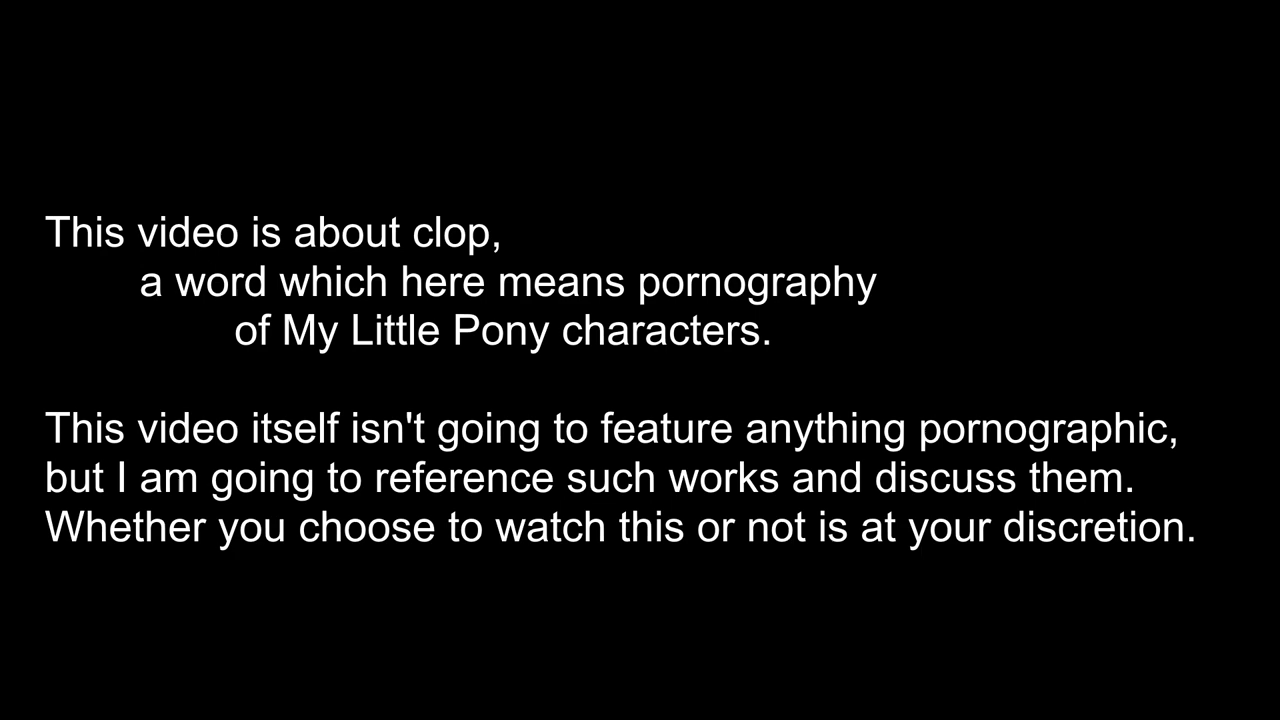 This video is about clop,
a word which here means pornography
of My Little Pony characters.
This video itself isn't going to feature anything pornographic,
but I am going to reference such works and discuss them.
Whether you choose to watch this or not is at your discretion.